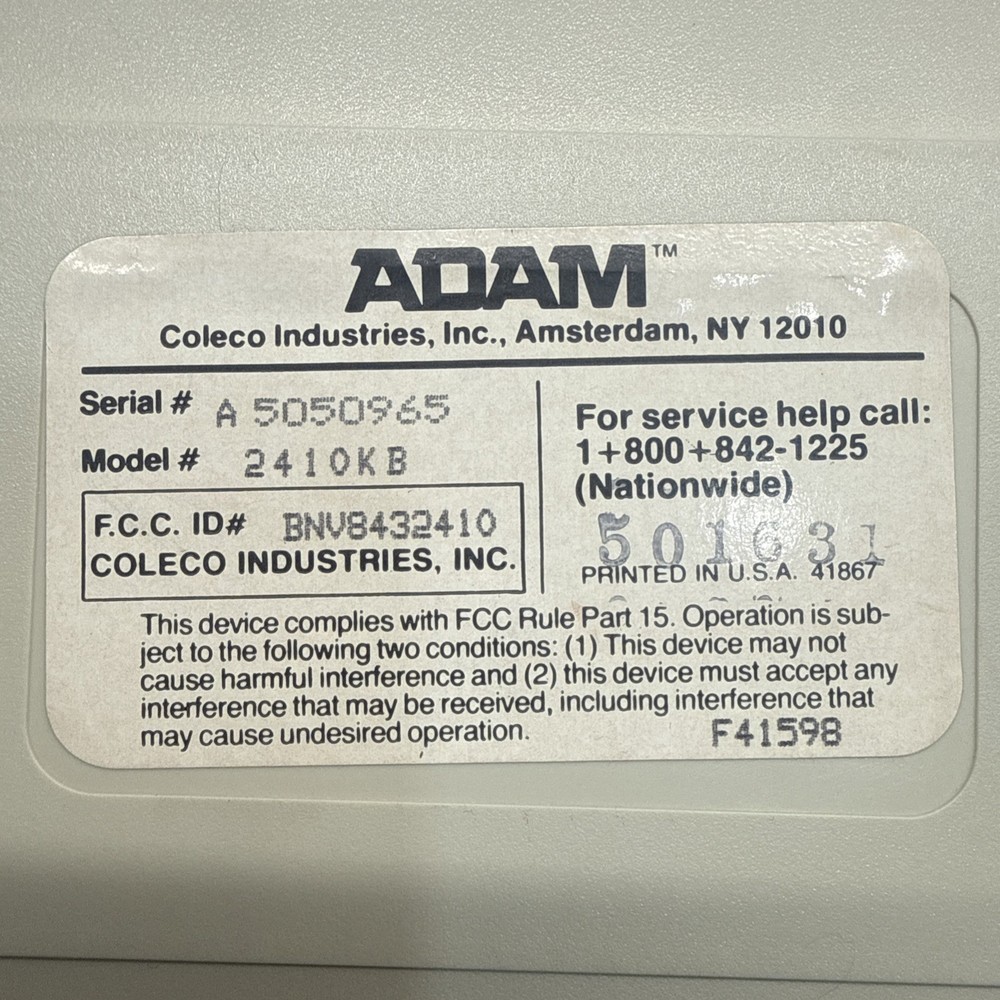 ADAM™
Coleco Industries, Inc., Amsterdam, NY 12010
Serial # A 5050965
Model # 2410KB
F.C.C. ID# BNV8432410
COLECO INDUSTRIES, INC.
For service help call:
1+800+842-1225
(Nationwide)
501631
PRINTED IN U.S.A. 41867
This device complies with FCC Rule Part 15. Operation is sub-
ject to the following two conditions: (1) This device may not
cause harmful interference and (2) this device must accept any
interference that may be received, including interference that
may cause undesired operation.
F41598